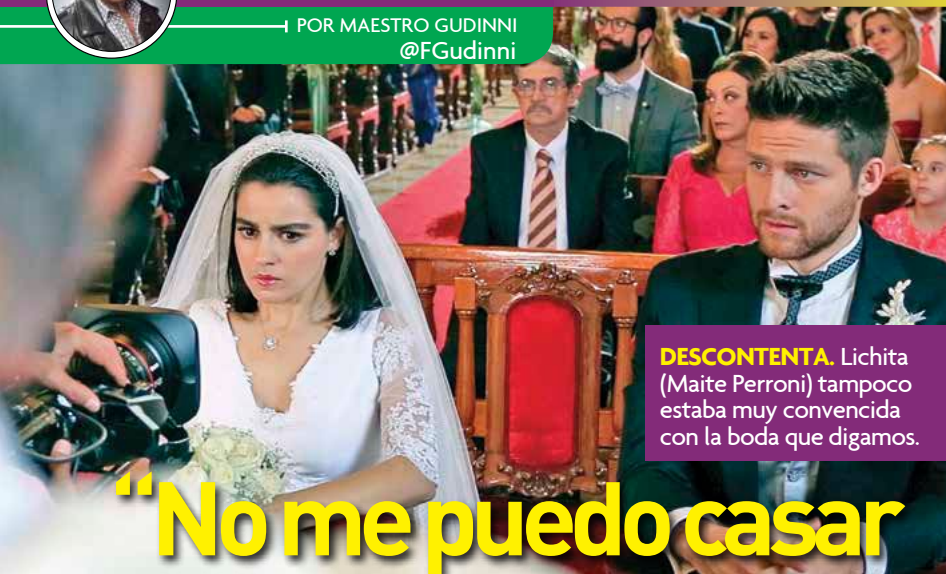 POR MAESTRO GUDINNI
@FGudinni
DESCONTENTA. Lichita
(Maite Perroni) tampoco
estaba muy convencida
con la boda que digamos.
“No me puedo casar